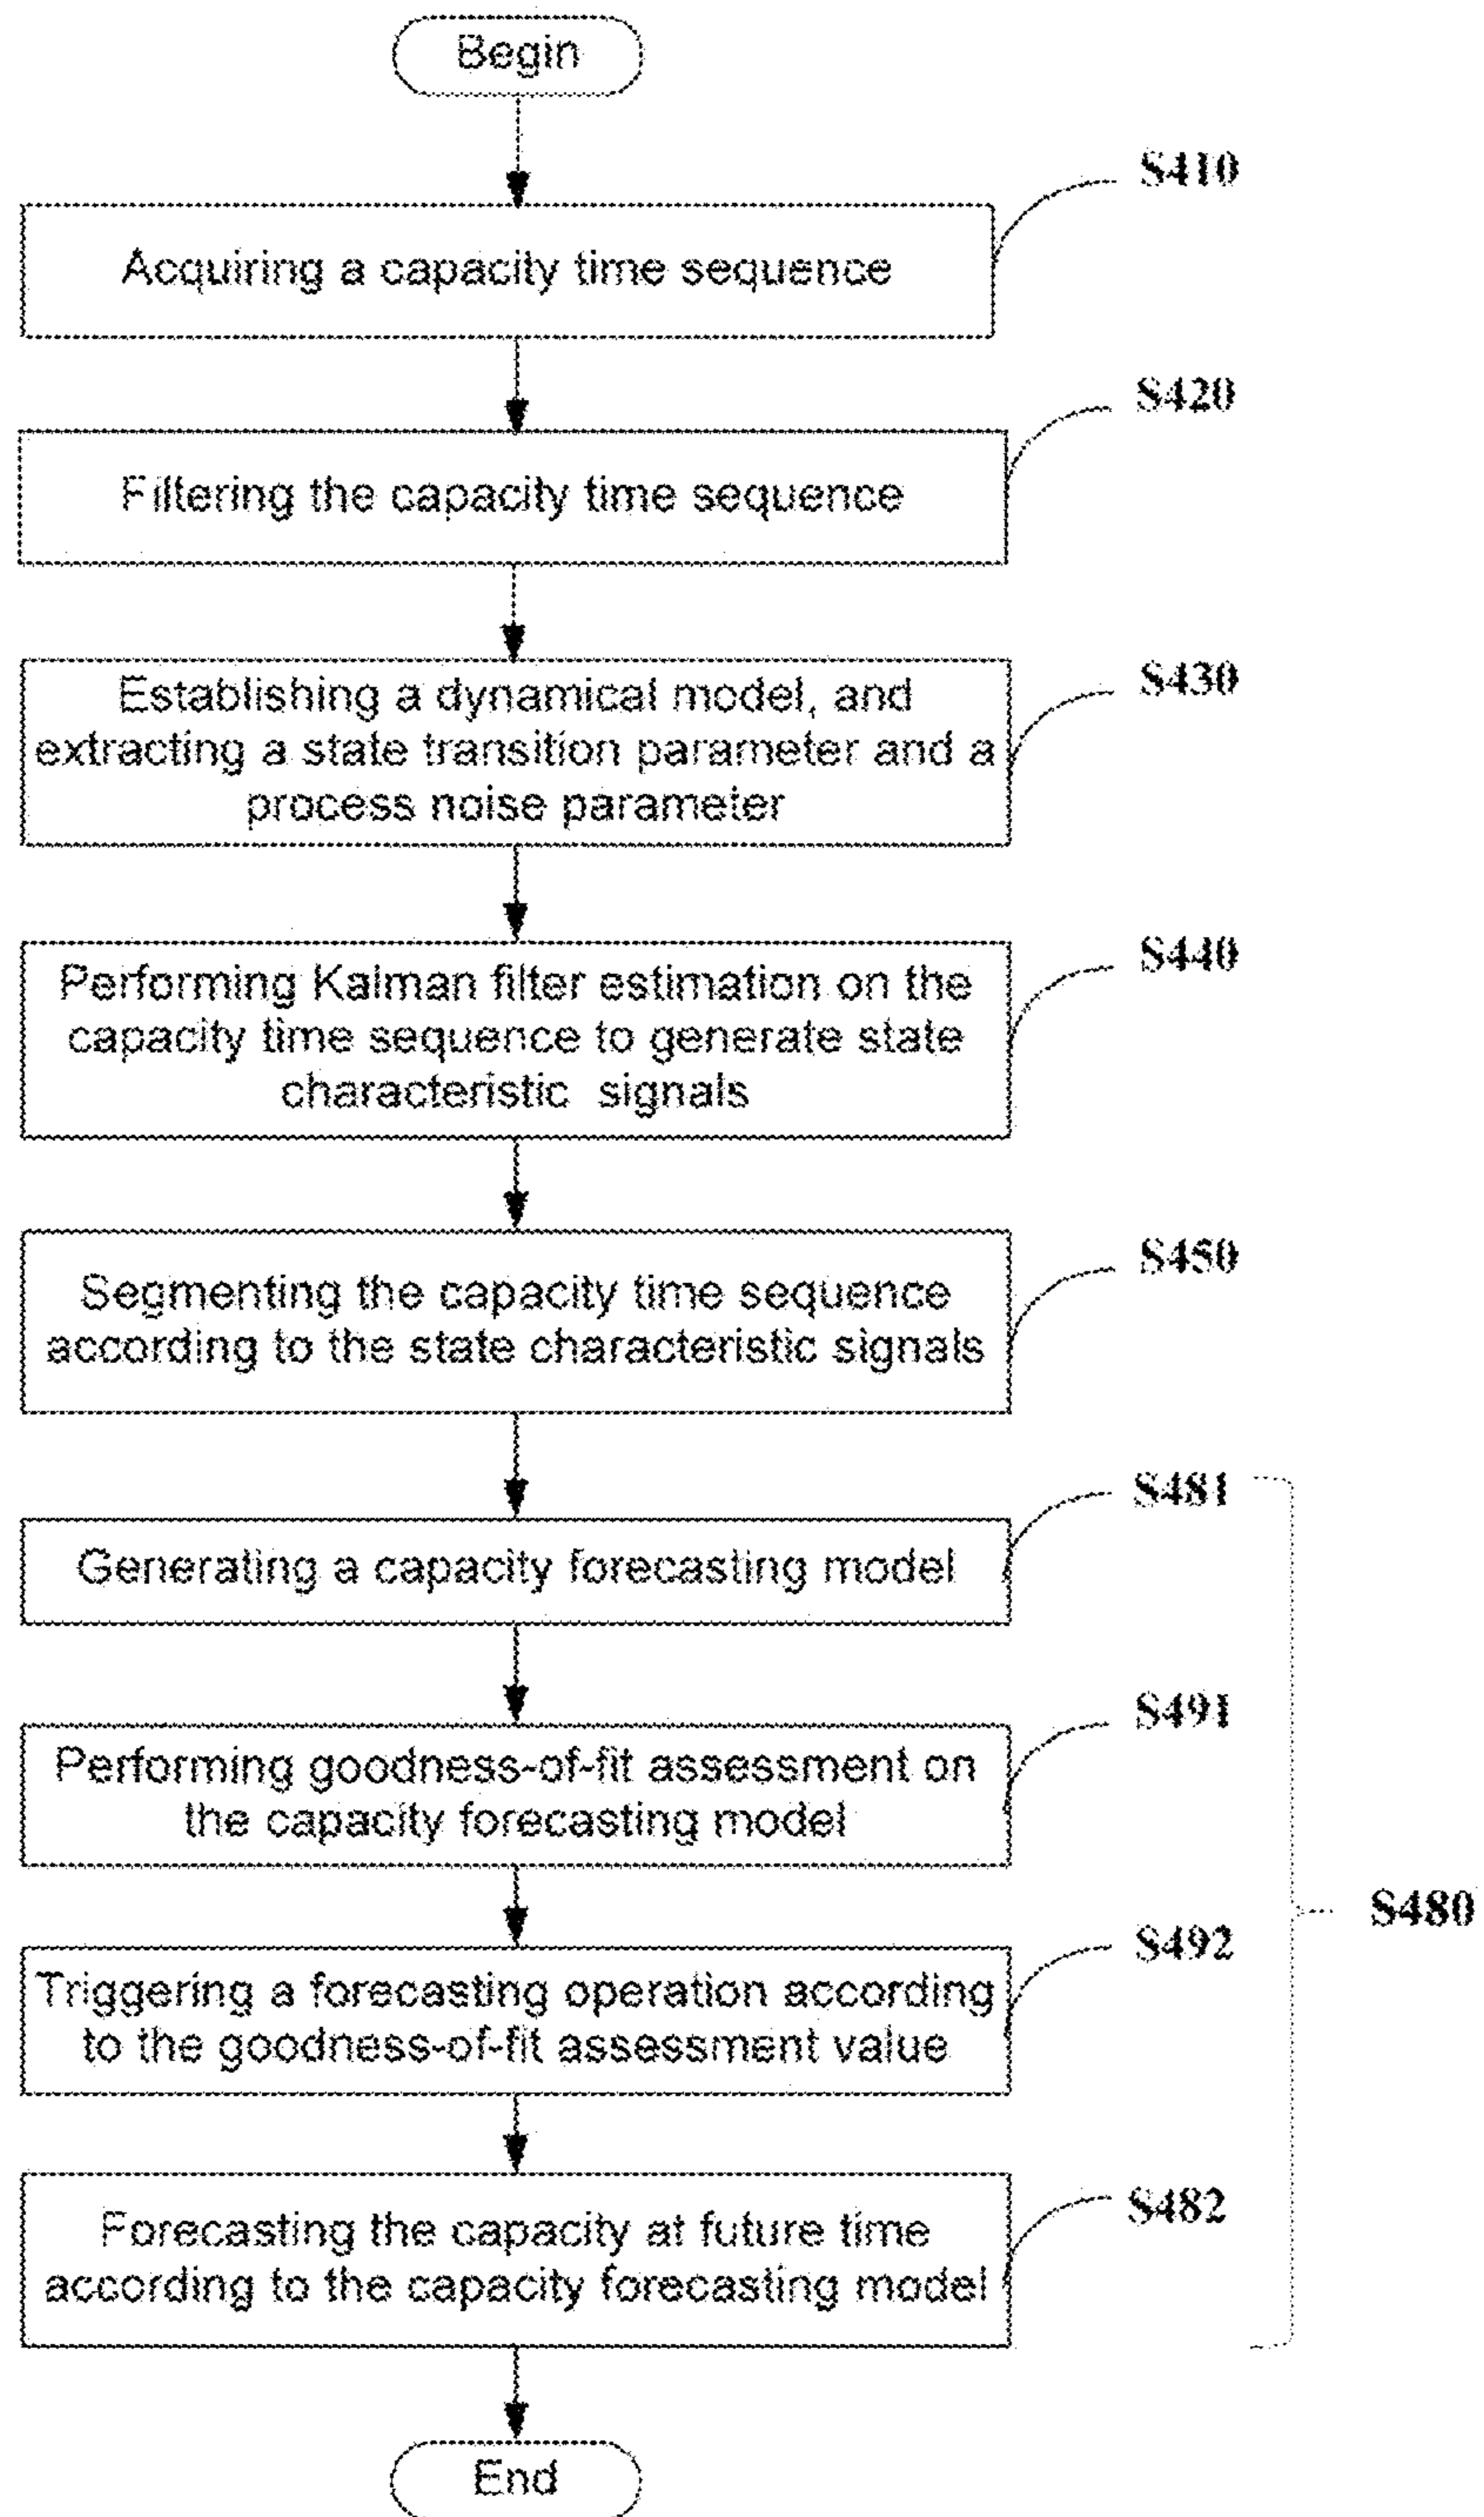 Begin
S410
Acquiring a capacity time sequence
S420
Filtering the capacity time sequence
S430
Establishing a dynamical model, and
extracting a state transition parameter and a
process noise parameter
S440
Performing Kalman filter estimation on the
capacity time sequence to generate state
characteristic signals
S450
Segmenting the capacity time sequence
according to the state characteristic signals
S481
Generating a capacity forecasting model
S491
Performing goodness-of-fit assessment on
the capacity forecasting model
S480
S492
Triggering a forecasting operation according
to the goodness-of-fit assessment value
S482
Forecasting the capacity at future time
according to the capacity forecasting model
End